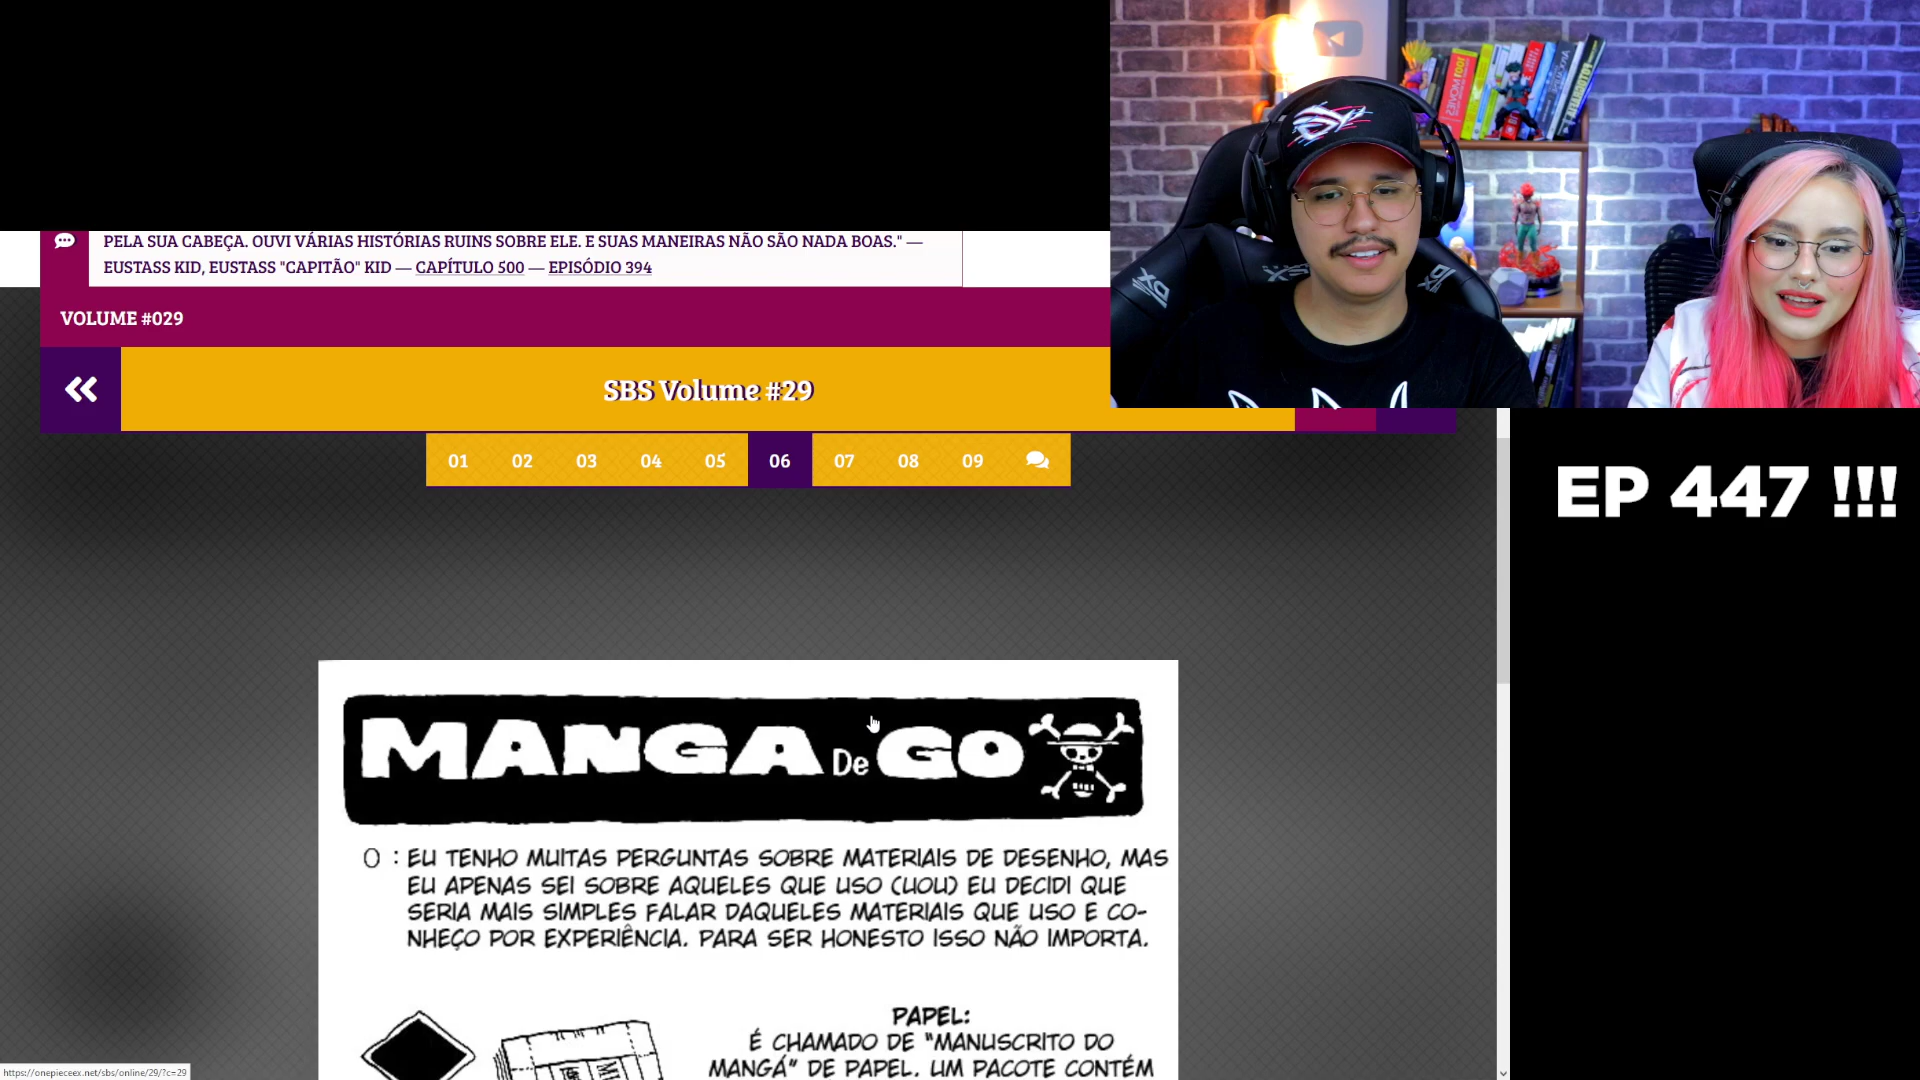 PELA SUA CABEÇA. OUVI VÁRIAS HISTÓRIAS RUINS SOBRE ELE. E SUAS MANEIRAS NÃO SÃO NADA BOAS." —
EUSTASS KID, EUSTASS "CAPITÃO" KID — CAPÍTULO 500 — EPISÓDIO 394
VOLUME #029
SBS Volume #29
01 02 03 04 05 06 07 08 09
EP 447 !!!
MANGA De GO
O : EU TENHO MUITAS PERGUNTAS SOBRE MATERIAIS DE DESENHO, MAS
EU APENAS SEI SOBRE AQUELES QUE USO (UOU) EU DECIDI QUE
SERIA MAIS SIMPLES FALAR DAQUELES MATERIAIS QUE USO E CO-
NHEÇO POR EXPERIÊNCIA. PARA SER HONESTO ISSO NÃO IMPORTA.
PAPEL:
É CHAMADO DE "MANUSCRITO DO
MANGÁ" DE PAPEL. UM PACOTE CONTÉM
https://onepieceex.net/sbs/online/29/?c=29